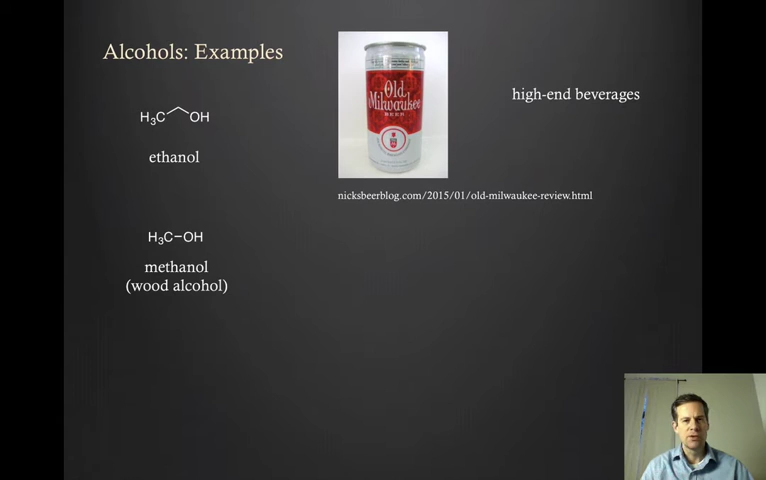 Alcohols: Examples
H₃C OH
ethanol
Old
Milwaukee
BEER
high-end beverages
nicksbeerblog.com/2015/01/old-milwaukee-review.html
H₃C–OH
methanol
(wood alcohol)